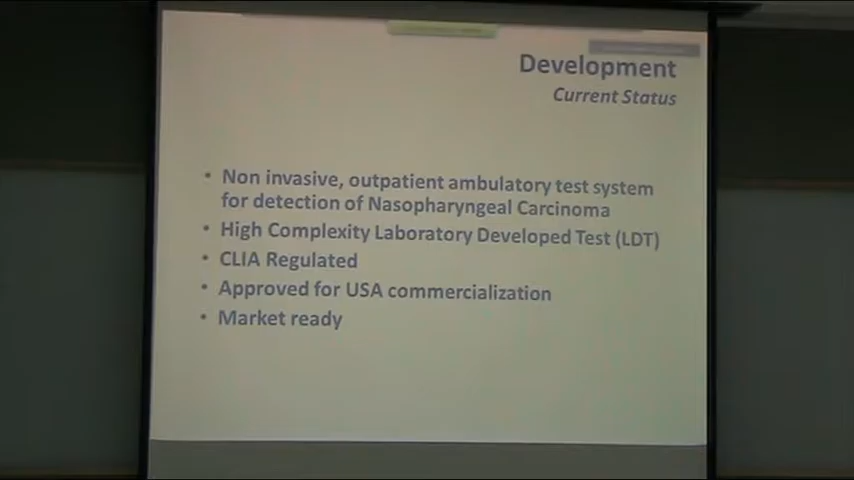 Development
Current Status
• Non invasive, outpatient ambulatory test system
for detection of Nasopharyngeal Carcinoma
• High Complexity Laboratory Developed Test (LDT)
• CLIA Regulated
• Approved for USA commercialization
• Market ready